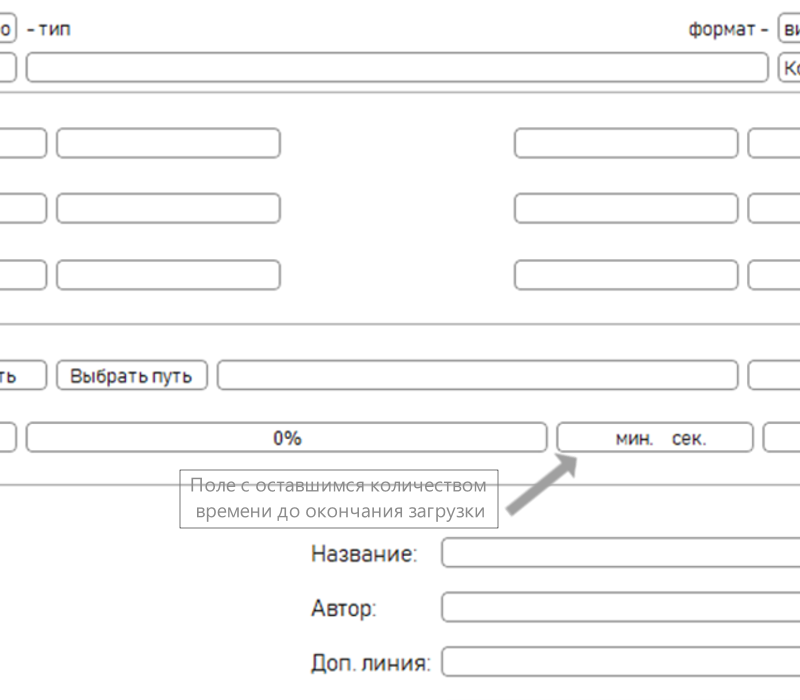 о - тип формат - ви
Ко
ть Выбрать путь
0% мин. сек.
Поле с оставшимся количеством
времени до окончания загрузки
Название:
Автор:
Доп. линия: